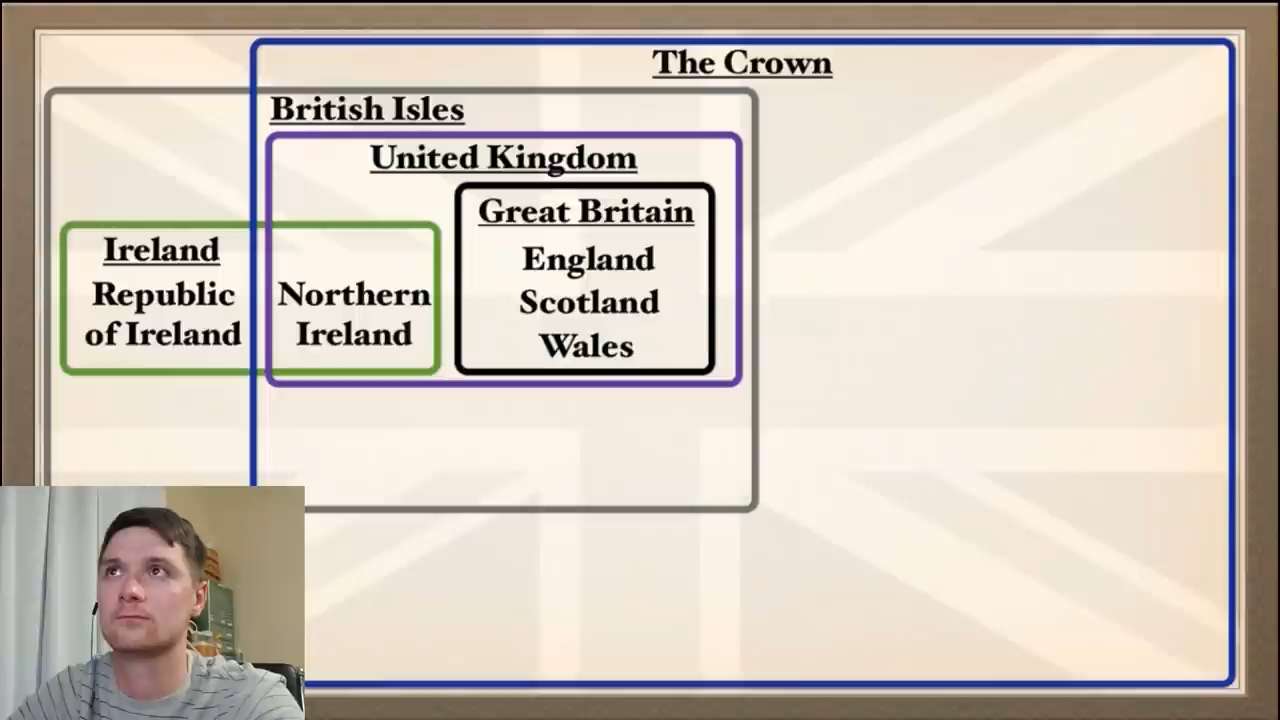 The Crown
British Isles
United Kingdom
Great Britain
England
Scotland
Wales
Ireland
Republic
of Ireland
Northern
Ireland